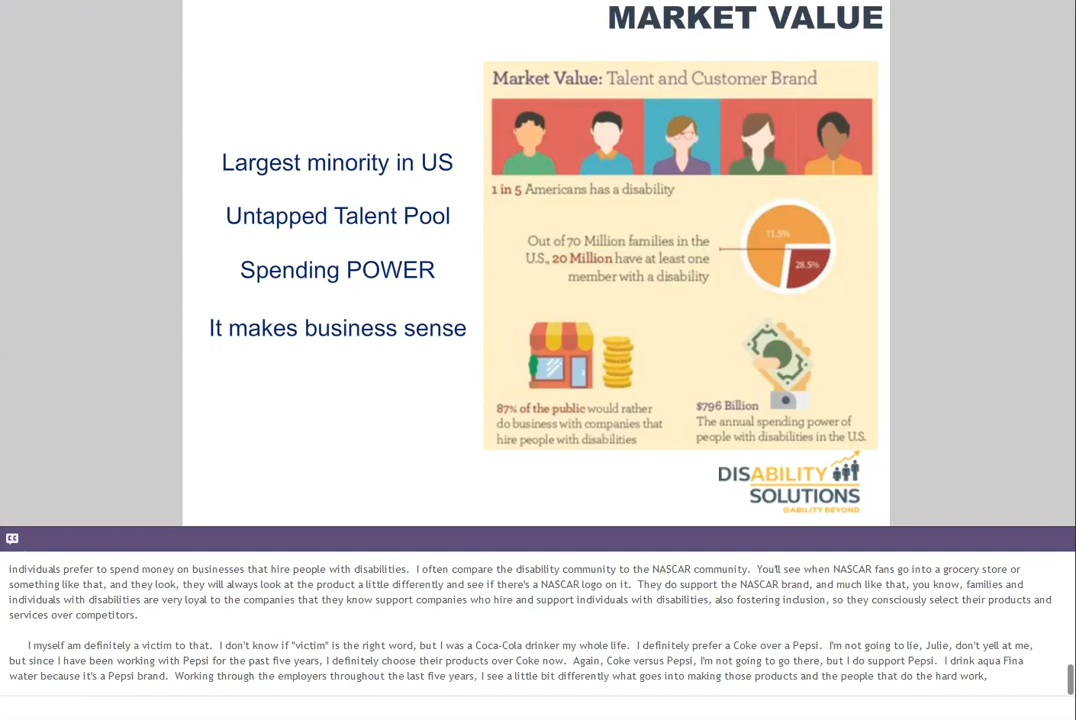 MARKET VALUE
Largest minority in US
Untapped Talent Pool
Spending POWER
It makes business sense
Market Value: Talent and Customer Brand
1 in 5 Americans has a disability
Out of 70 Million families in the
U.S., 20 Million have at least one
member with a disability
71.5%
28.5%
87% of the public would rather
do business with companies that
hire people with disabilities
$796 Billion
The annual spending power of
people with disabilities in the U.S.
DISABILITY
SOLUTIONS
@ABILITY BEYOND
individuals prefer to spend money on businesses that hire people with disabilities. I often compare the disability community to the NASCAR community. You'll see when NASCAR fans go into a grocery store or
something like that, and they look, they will always look at the product a little differently and see if there's a NASCAR logo on it. They do support the NASCAR brand, and much like that, you know, families and
individuals with disabilities are very loyal to the companies that they know support companies who hire and support individuals with disabilities, also fostering inclusion, so they consciously select their products and
services over competitors.
I myself am definitely a victim to that. I don't know if "victim" is the right word, but I was a Coca-Cola drinker my whole life. I definitely prefer a Coke over a Pepsi. I'm not going to lie, Julie, don't yell at me,
but since I have been working with Pepsi for the past five years, I definitely choose their products over Coke now. Again, Coke versus Pepsi, I'm not going to go there, but I do support Pepsi. I drink aqua Fina
water because it's a Pepsi brand. Working through the employers throughout the last five years, I see a little bit differently what goes into making those products and the people that do the hard work,